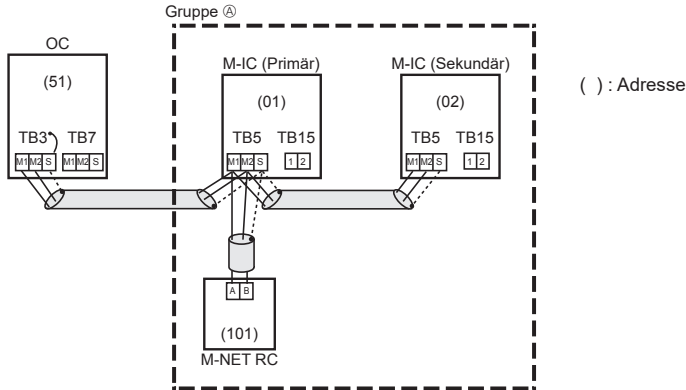 Gruppe Ⓐ
OC
M-IC (Primär)
M-IC (Sekundär)
(51)
(01)
(02)
( ) : Adresse
TB3 TB7
TB5 TB15
TB5 TB15
M1 M2 S M1 M2 S
M1 M2 S 1 2
M1 M2 S 1 2
A B
(101)
M-NET RC